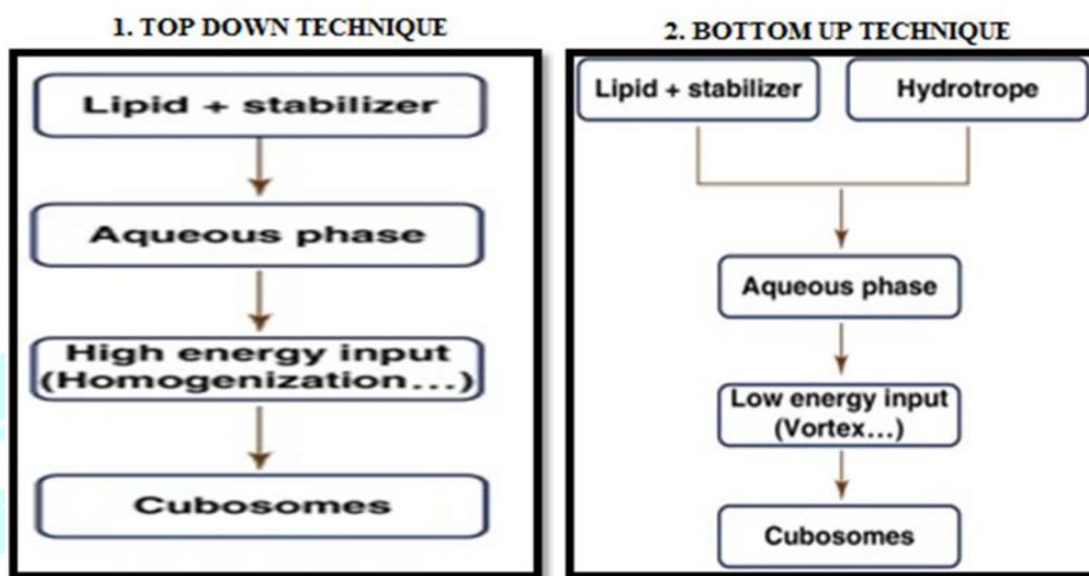 1. TOP DOWN TECHNIQUE
Lipid + stabilizer
Aqueous phase
High energy input
(Homogenization...)
Cubosomes
2. BOTTOM UP TECHNIQUE
Lipid + stabilizer
Hydrotrope
Aqueous phase
Low energy input
(Vortex...)
Cubosomes